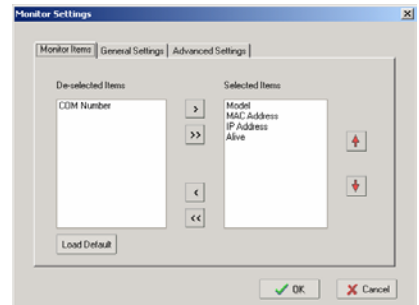 Monitor Settings
Monitor Items General Settings Advanced Settings
De-selected Items Selected Items
COM Number
Model
MAC Address
IP Address
Alive
>
>>
<
<<
Load Default
OK Cancel